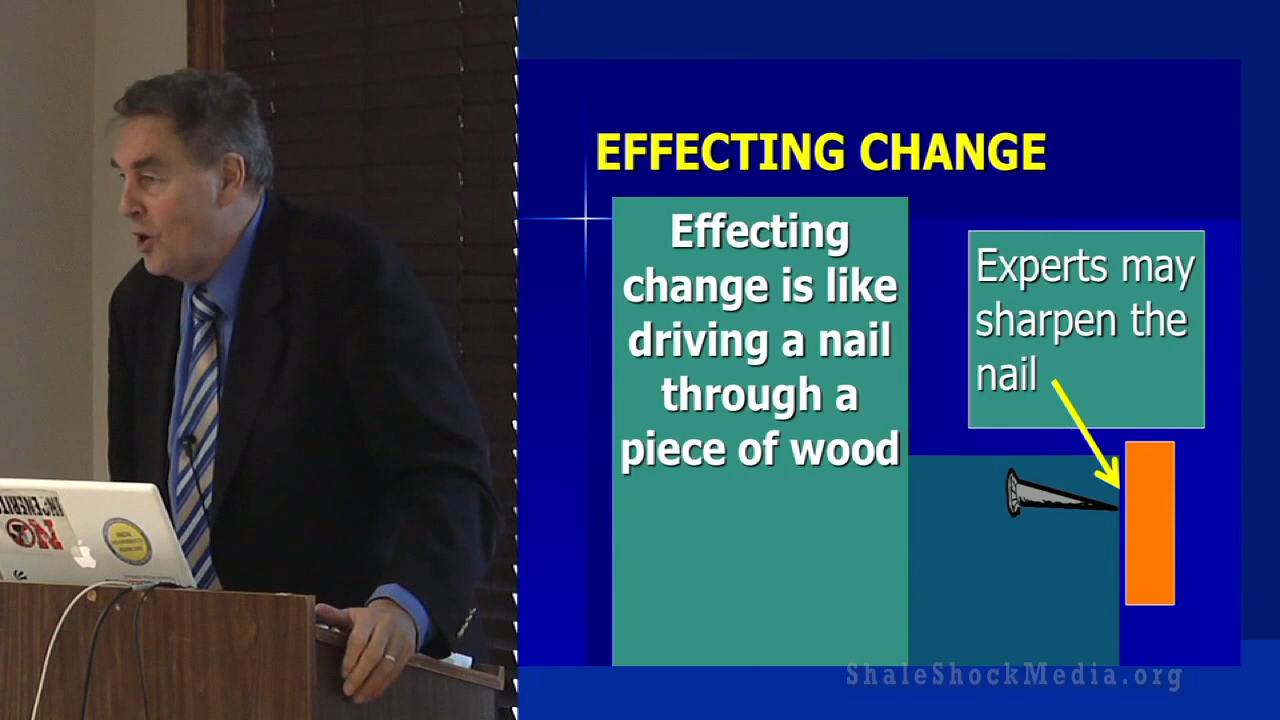 EFFECTING CHANGE
Effecting
change is like
driving a nail
through a
piece of wood
Experts may
sharpen the
nail
ShaleShockMedia.org